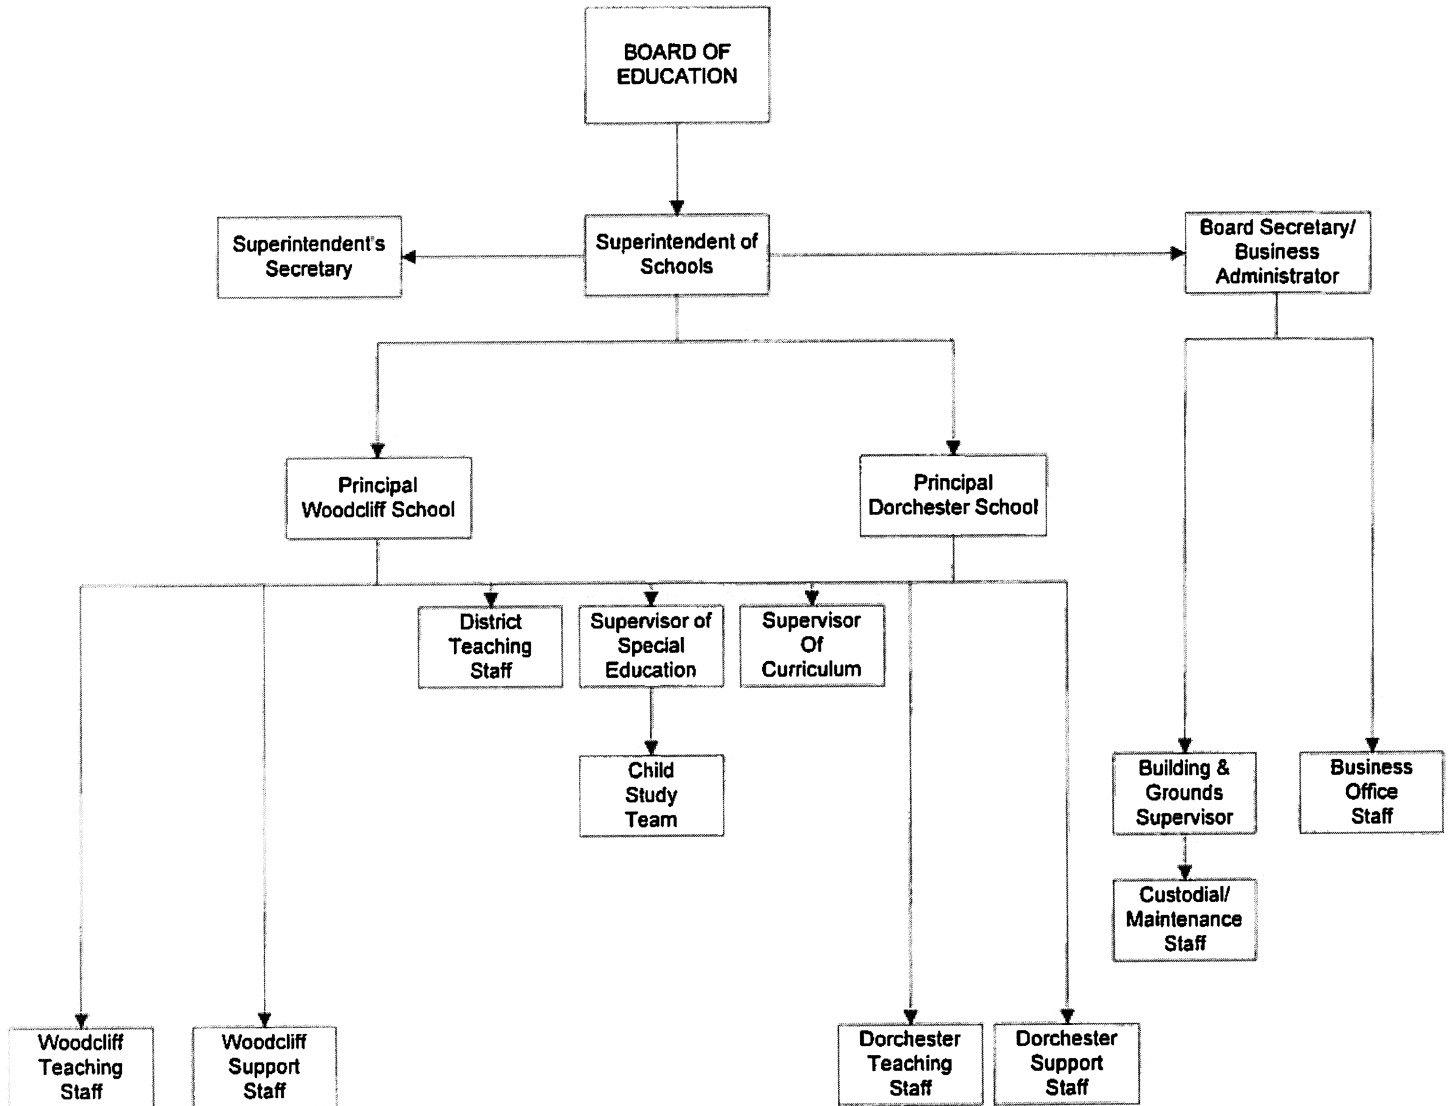 BOARD OF
EDUCATION
Superintendent's
Secretary
Superintendent of
Schools
Board Secretary/
Business
Administrator
Principal
Woodcliff School
Principal
Dorchester School
District
Teaching
Staff
Supervisor of
Special
Education
Supervisor
Of
Curriculum
Child
Study
Team
Building &
Grounds
Supervisor
Business
Office
Staff
Custodial/
Maintenance
Staff
Woodcliff
Teaching
Staff
Woodcliff
Support
Staff
Dorchester
Teaching
Staff
Dorchester
Support
Staff